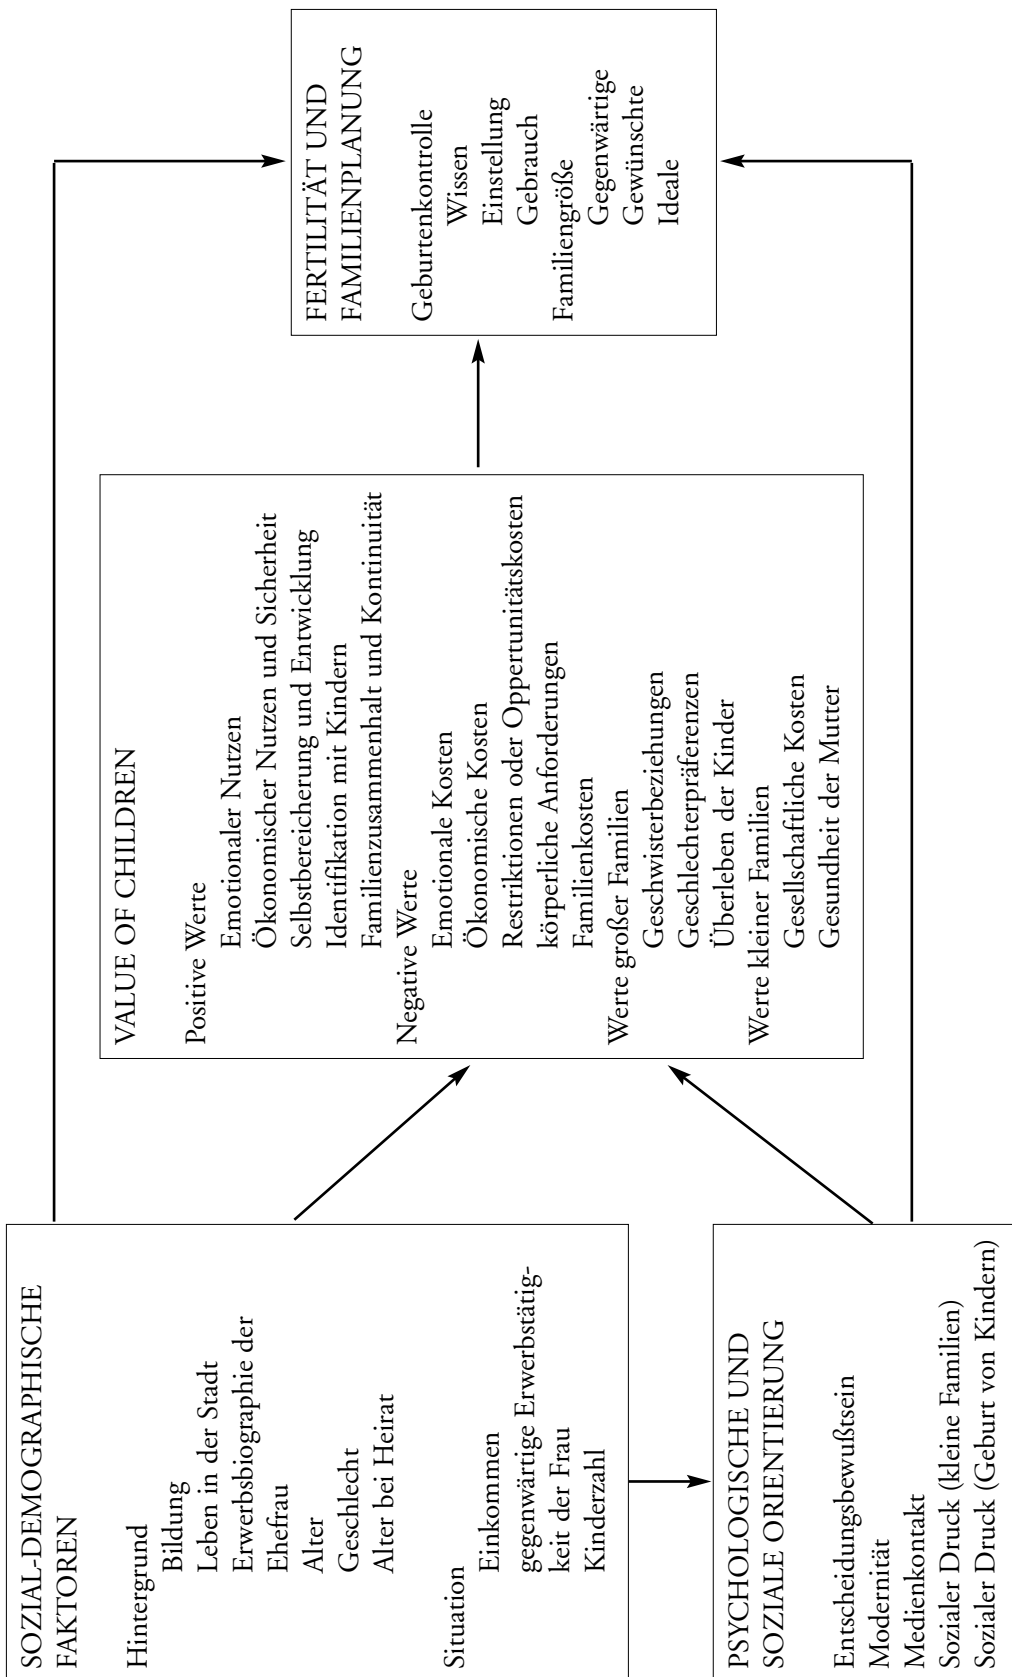 SOZIAL-DEMOGRAPHISCHE
FAKTOREN
Hintergrund
Bildung
Leben in der Stadt
Erwerbsbiographie der
Ehefrau
Alter
Geschlecht
Alter bei Heirat
Situation
Einkommen
gegenwärtige Erwerbstätig-
keit der Frau
Kinderzahl
PSYCHOLOGISCHE UND
SOZIALE ORIENTIERUNG
Entscheidungsbewußtsein
Modernität
Medienkontakt
Sozialer Druck (kleine Familien)
Sozialer Druck (Geburt von Kindern)
VALUE OF CHILDREN
Positive Werte
Emotionaler Nutzen
Ökonomischer Nutzen und Sicherheit
Selbstbereicherung und Entwicklung
Identifikation mit Kindern
Familienzusammenhalt und Kontinuität
Negative Werte
Emotionale Kosten
Ökonomische Kosten
Restriktionen oder Oppertunitätskosten
körperliche Anforderungen
Familienkosten
Werte großer Familien
Geschwisterbeziehungen
Geschlechterpräferenzen
Überleben der Kinder
Werte kleiner Familien
Gesellschaftliche Kosten
Gesundheit der Mutter
FERTILITÄT UND
FAMILIENPLANUNG
Geburtenkontrolle
Wissen
Einstellung
Gebrauch
Familiengröße
Gegenwärtige
Gewünschte
Ideale